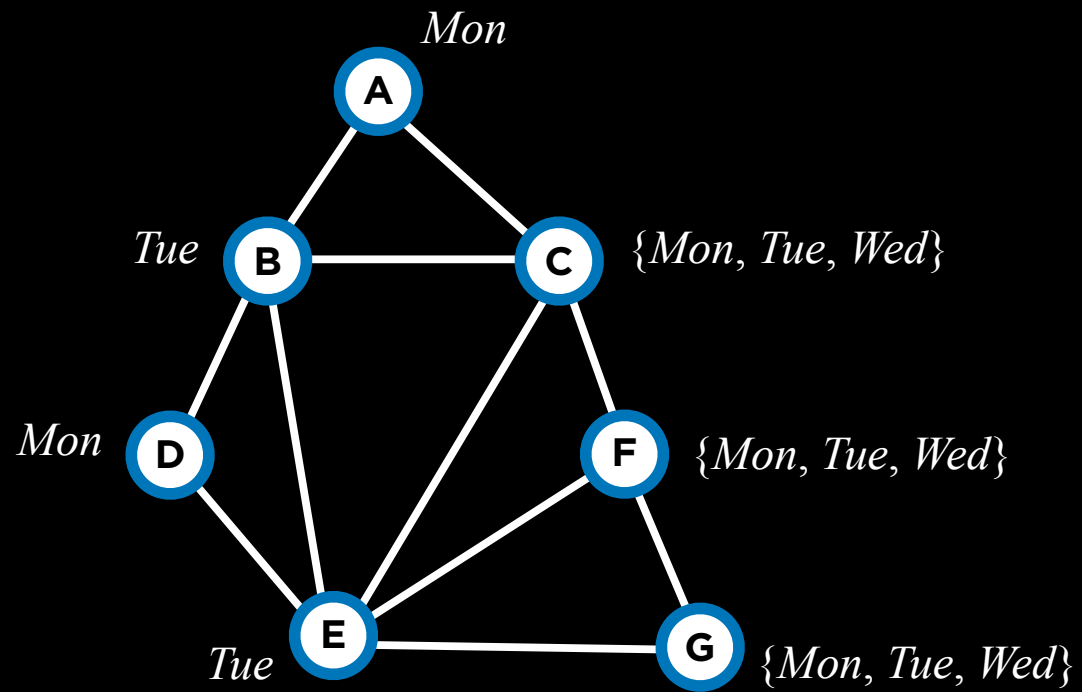 Mon
A
Tue
B
C
{Mon, Tue, Wed}
Mon
D
F
{Mon, Tue, Wed}
Tue
E
G
{Mon, Tue, Wed}